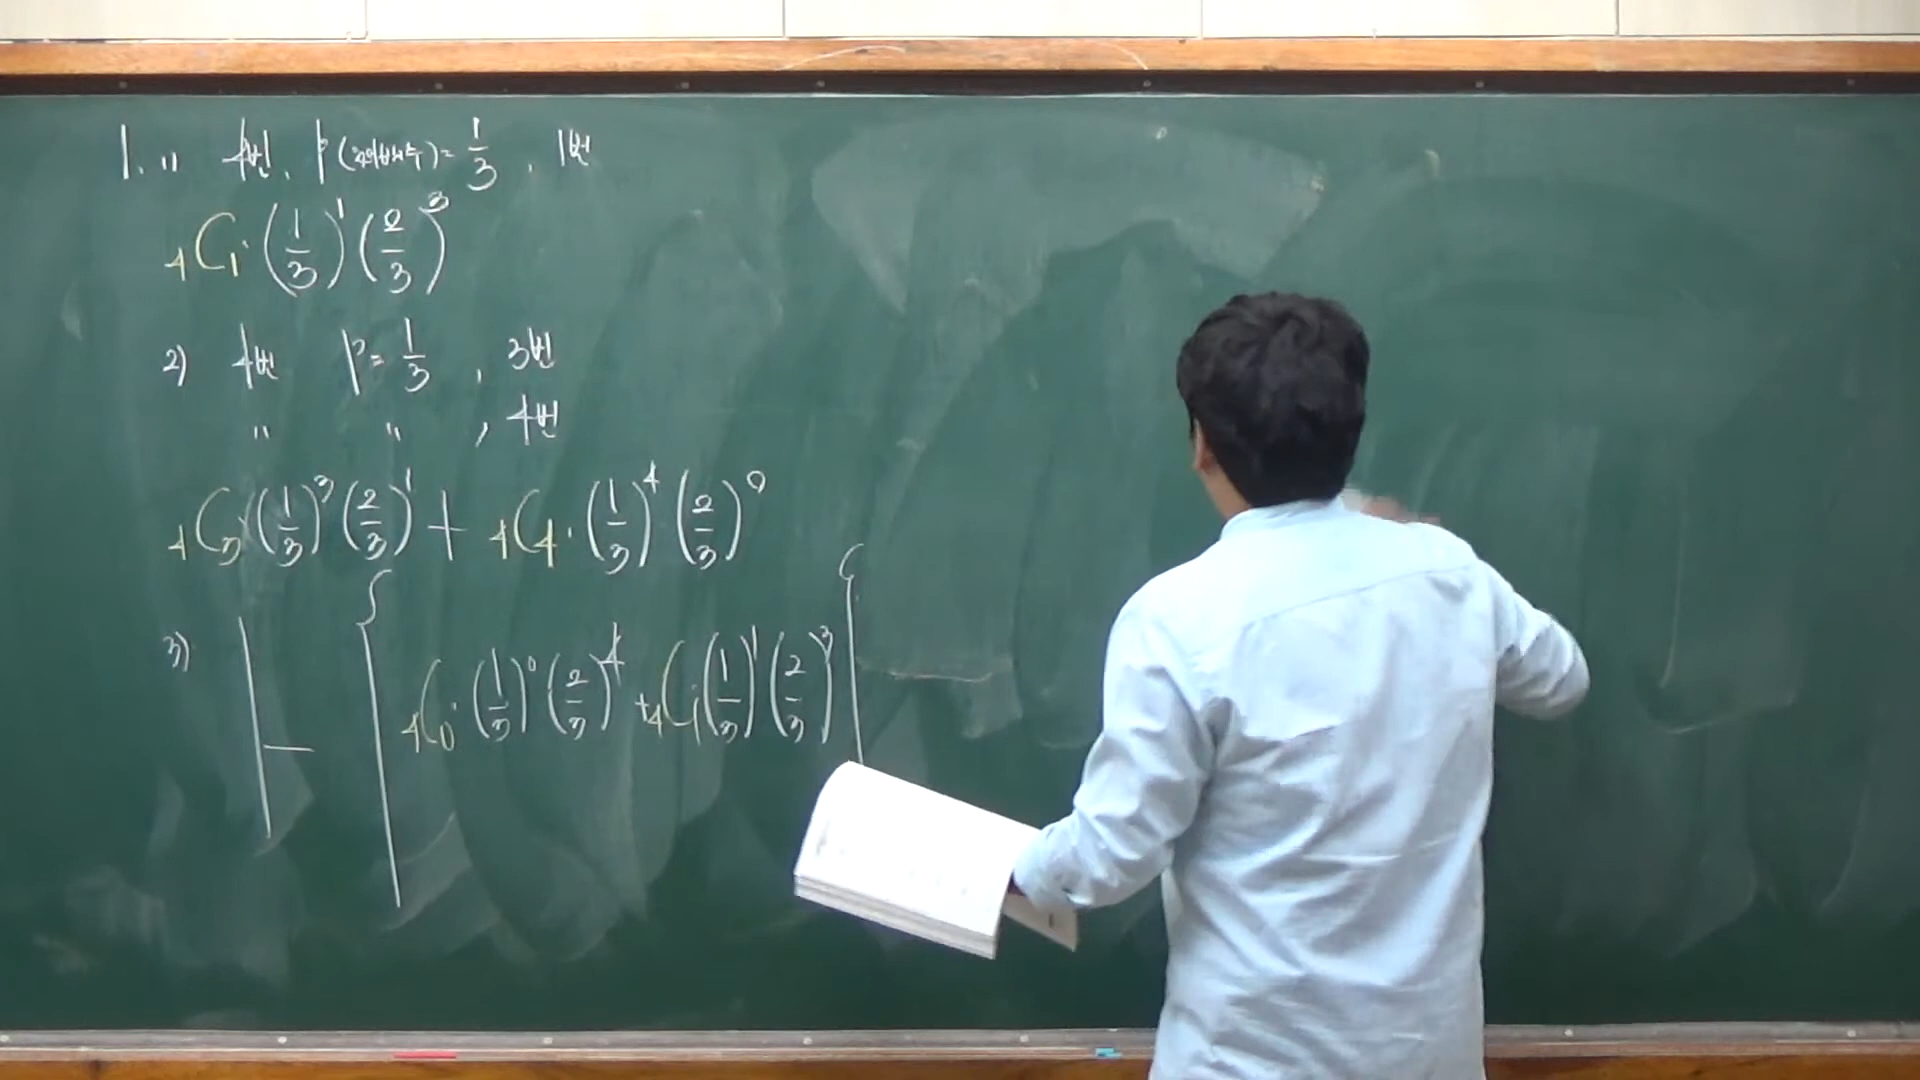 1. 1) 4번, P(3의배수)=1/3, 1번
₄C₁·(1/3)¹(2/3)³
2) 4번 P=1/3, 3번
〃 〃, 4번
₄C₃(1/3)³(2/3)¹+₄C₄·(1/3)⁴(2/3)⁰
3) 1-{₄C₀·(1/3)⁰(2/3)⁴+₄C₁(1/3)¹(2/3)³